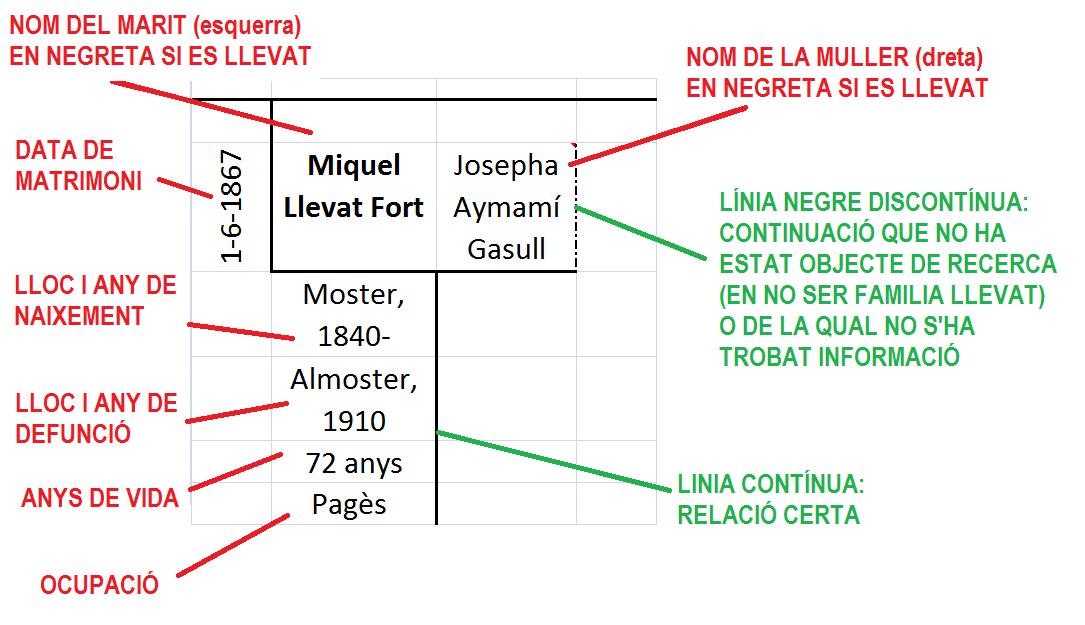 NOM DEL MARIT (esquerra)
EN NEGRETA SI ES LLEVAT
NOM DE LA MULLER (dreta)
EN NEGRETA SI ES LLEVAT
DATA DE
MATRIMONI
1-6-1867
Miquel
Llevat Fort
Josepha
Aymamí
Gasull
LÍNIA NEGRE DISCONTÍNUA:
CONTINUACIÓ QUE NO HA
ESTAT OBJECTE DE RECERCA
(EN NO SER FAMILIA LLEVAT)
O DE LA QUAL NO S'HA
TROBAT INFORMACIÓ
LLOC I ANY DE
NAIXEMENT
Moster,
1840-
LLOC I ANY DE
DEFUNCIÓ
Almoster,
1910
ANYS DE VIDA
72 anys
Pagès
LINIA CONTÍNUA:
RELACIÓ CERTA
OCUPACIÓ